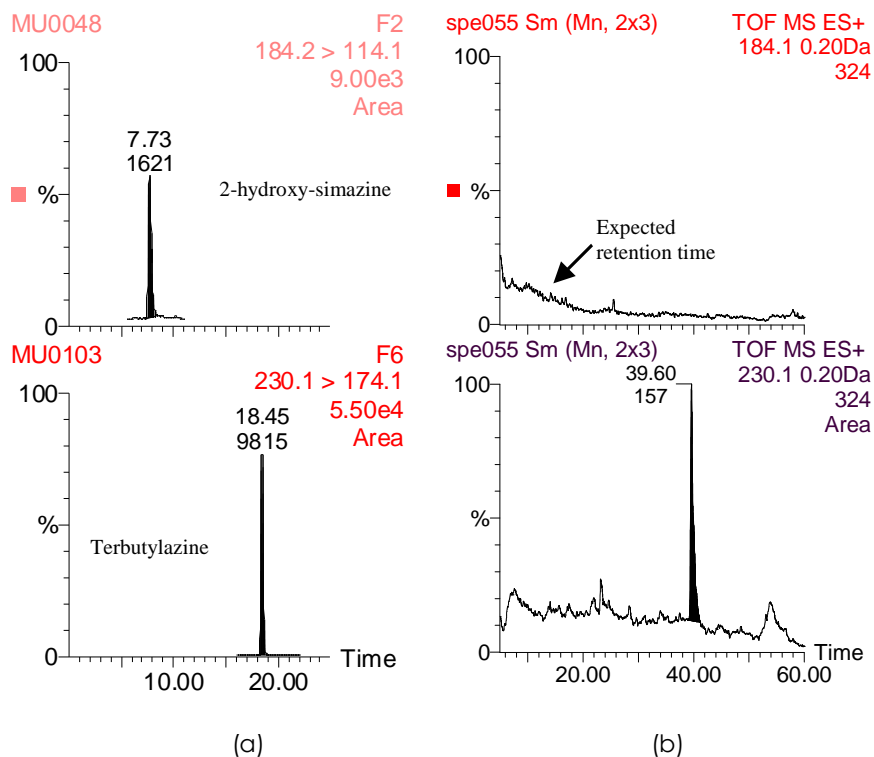 MU0048 F2
184.2 > 114.1
9.00e3
Area
100
7.73
1621
%
2-hydroxy-simazine
0
MU0103 F6
230.1 > 174.1
5.50e4
Area
100
18.45
9815
%
Terbutylazine
0
Time
10.00 20.00
(a)
spe055 Sm (Mn, 2x3) TOF MS ES+
184.1 0.20Da
324
100
%
Expected
retention time
0
spe055 Sm (Mn, 2x3) TOF MS ES+
230.1 0.20Da
324
Area
39.60
157
100
%
0
Time
20.00 40.00 60.00
(b)